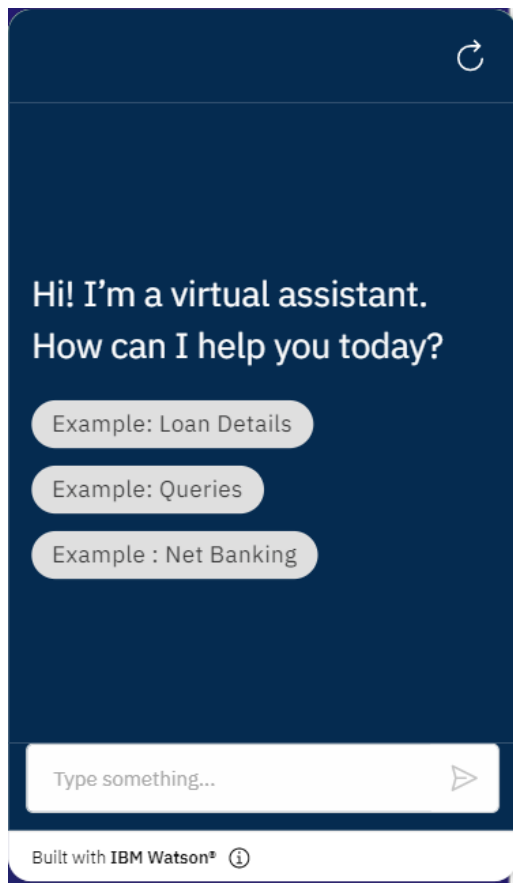 Hi! I’m a virtual assistant.
How can I help you today?
Example: Loan Details
Example: Queries
Example : Net Banking
Type something...
Built with IBM Watson®